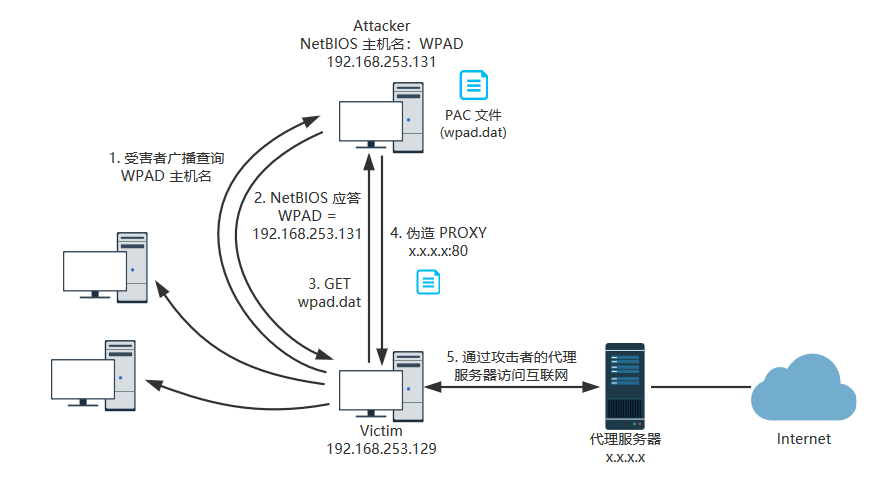 Attacker
NetBIOS 主机名：WPAD
192.168.253.131
PAC 文件
(wpad.dat)
1. 受害者广播查询
WPAD 主机名
2. NetBIOS 应答
WPAD =
192.168.253.131
3. GET
wpad.dat
4. 伪造 PROXY
x.x.x.x:80
5. 通过攻击者的代理
服务器访问互联网
Victim
192.168.253.129
代理服务器
x.x.x.x
Internet